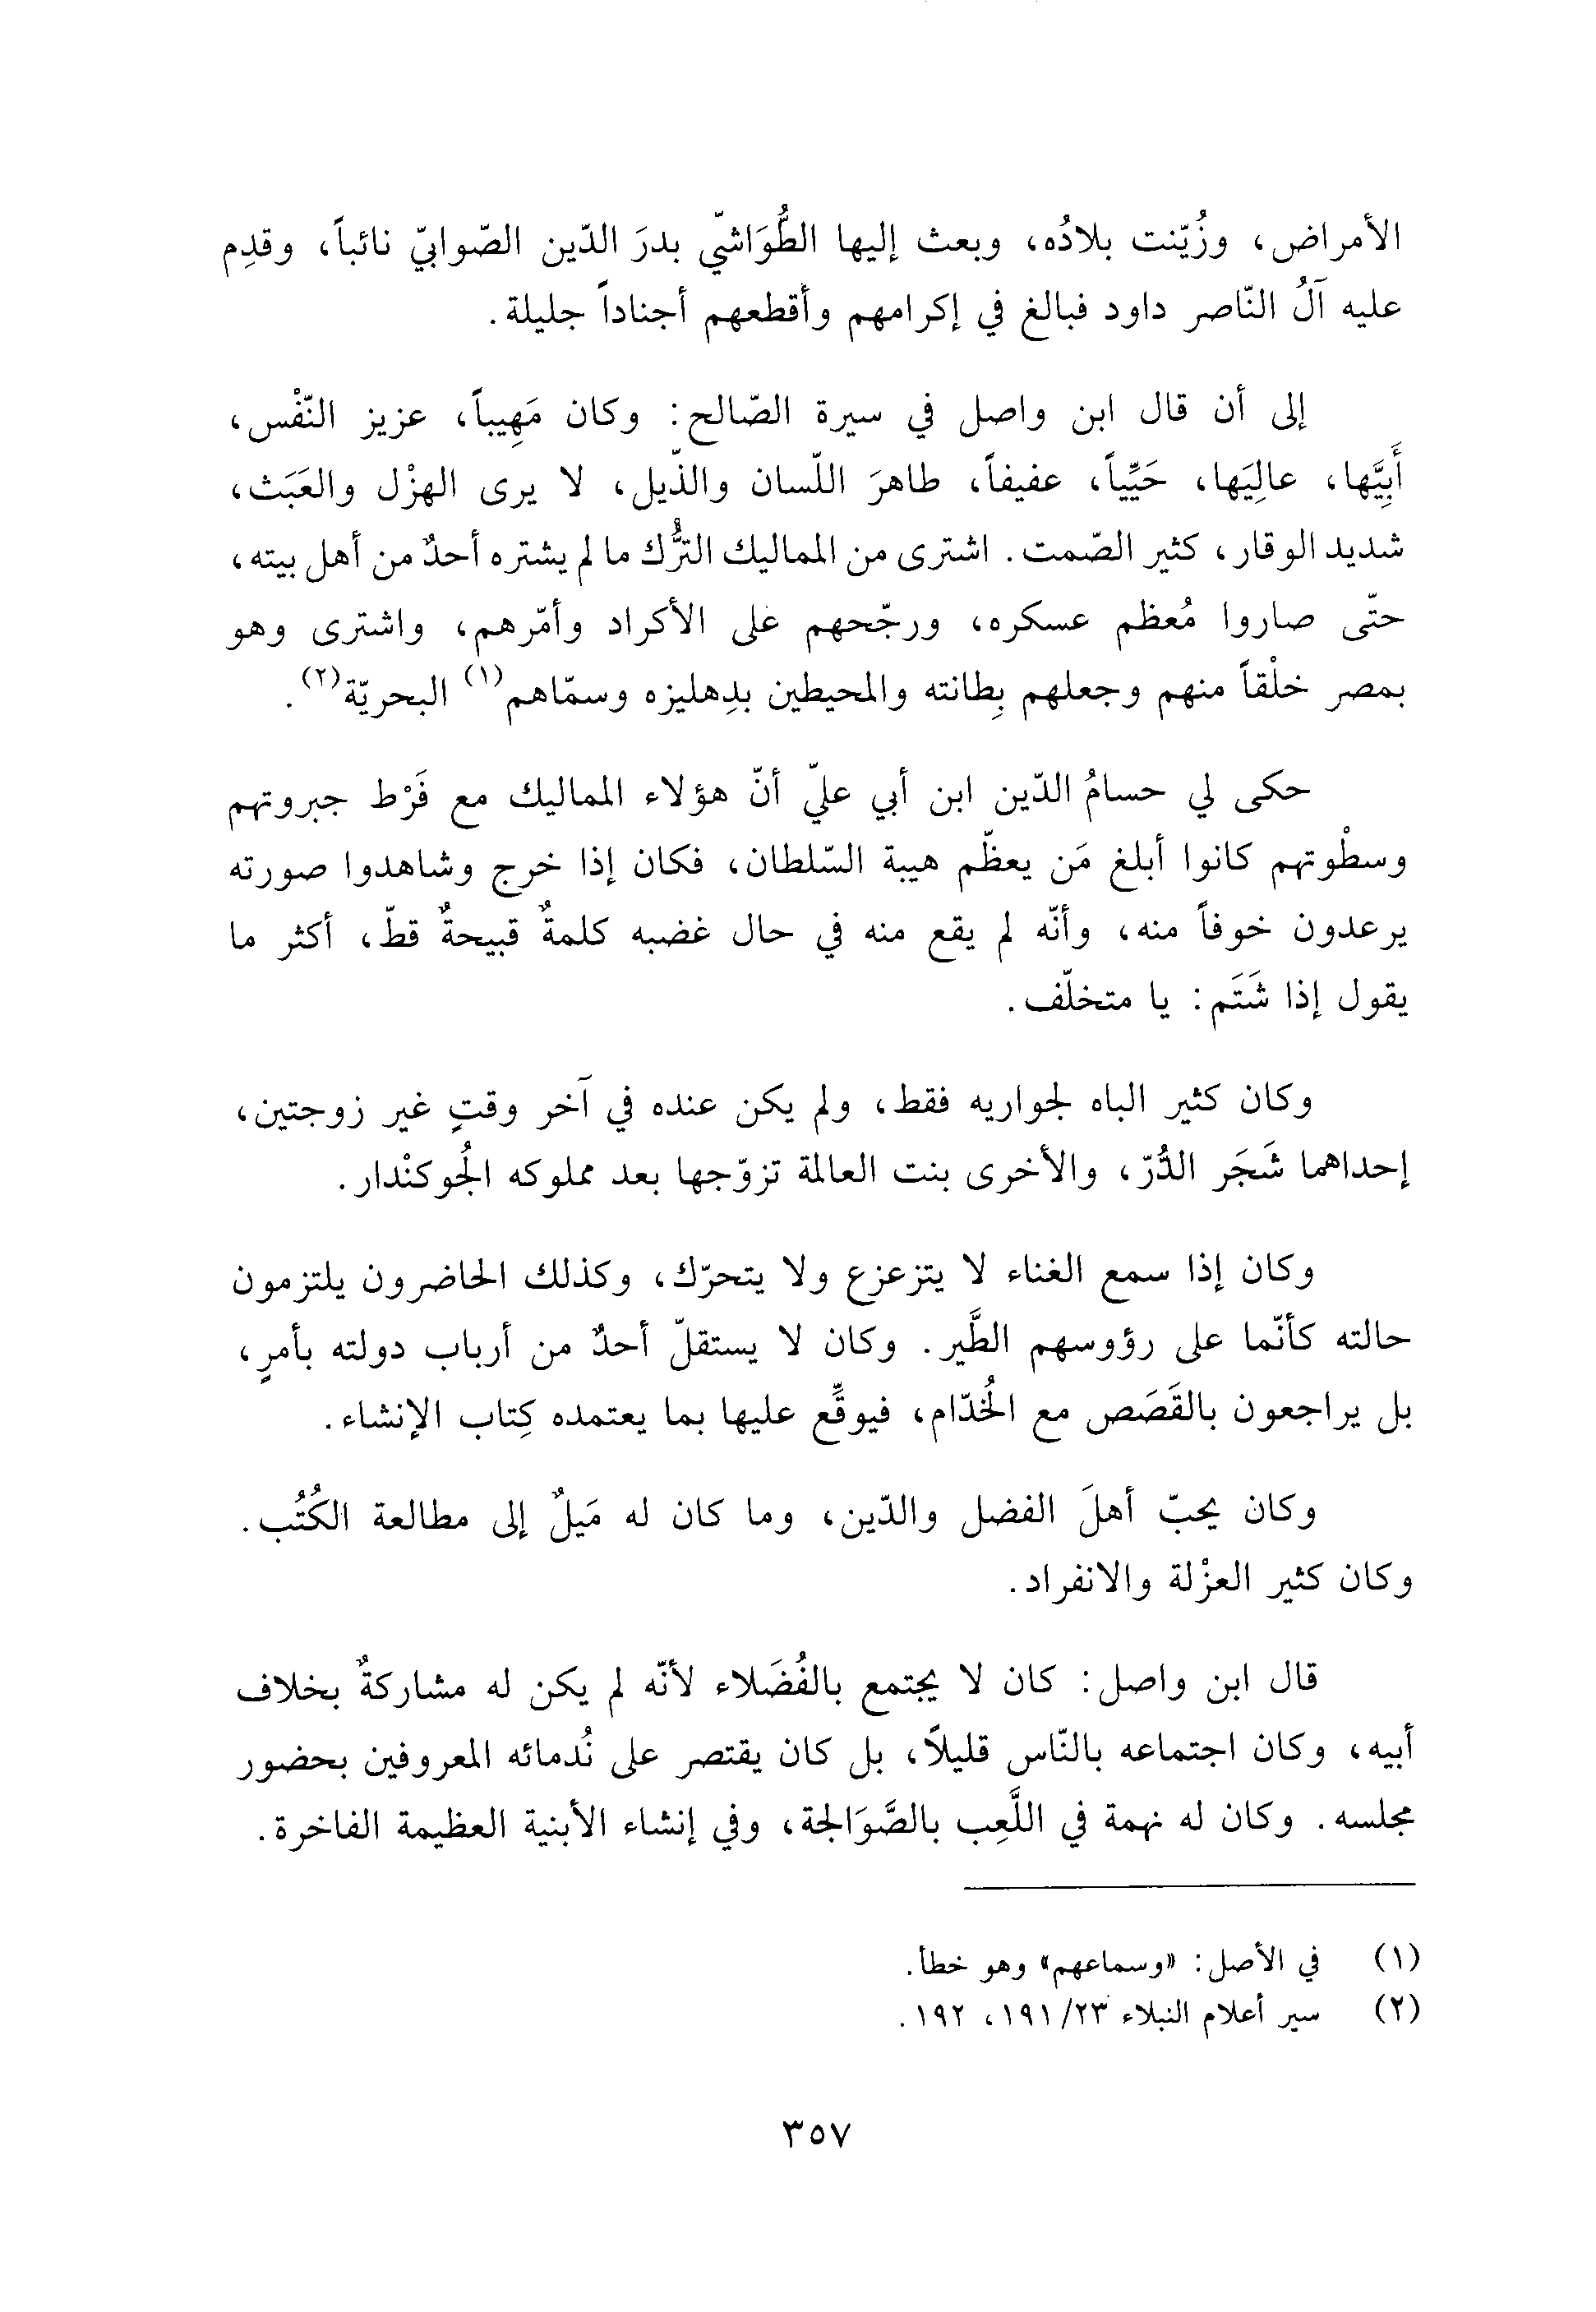 الأمراض، وزُيّنت بلادُه، وبعث إليها الطُّوَاشيّ بدرَ الدّين الصّوابيّ نائباً، وقدِم
عليه آلُ النّاصر داود فبالغ في إكرامهم وأقطعهم أجناداً جليلة.
إلى أن قال ابن واصل في سيرة الصّالح: وكان مَهِيباً، عزيز النّفْس،
أَبِيَّها، عالِيَها، حَيِّياً، عفيفاً، طاهرَ اللّسان والذّيل، لا يرى الهزْل والعَبَث،
شديد الوقار، كثير الصّمت. اشترى من المماليك التُّرْك ما لم يشتره أحدٌ من أهل بيته،
حتّى صاروا مُعظم عسكره، ورجّحهم على الأكراد وأمّرهم، واشترى وهو
بمصر خلْقاً منهم وجعلهم بِطانته والمحيطين بدِهليزه وسمّاهم(١) البحريّة(٢).
حكى لي حسامُ الدّين ابن أبي عليّ أنّ هؤلاء المماليك مع فَرْط جبروتهم
وسطْوتهم كانوا أبلغ مَن يعظّم هيبة السّلطان، فكان إذا خرج وشاهدوا صورته
يرعدون خوفاً منه، وأنّه لم يقع منه في حال غضبه كلمةٌ قبيحةٌ قطّ، أكثر ما
يقول إذا شَتَم: يا متخلّف.
وكان كثير الباه لجواريه فقط، ولم يكن عنده في آخر وقتٍ غير زوجتين،
إحداهما شَجَر الدُّرّ، والأخرى بنت العالمة تزوّجها بعد مملوكه الجُوكنْدار.
وكان إذا سمع الغناء لا يتزعزع ولا يتحرّك، وكذلك الحاضرون يلتزمون
حالته كأنّما على رؤوسهم الطَّير. وكان لا يستقلّ أحدٌ من أرباب دولته بأمرٍ،
بل يراجعون بالقَصَص مع الخُدّام، فيوقِّع عليها بما يعتمده كِتاب الإنشاء.
وكان يحبّ أهلَ الفضل والدّين، وما كان له مَيلٌ إلى مطالعة الكُتُب.
وكان كثير العزْلة والانفراد.
قال ابن واصل: كان لا يجتمع بالفُضَلاء لأنّه لم يكن له مشاركةٌ بخلاف
أبيه، وكان اجتماعه بالنّاس قليلاً، بل كان يقتصر على نُدمائه المعروفين بحضور
مجلسه. وكان له نهمة في اللَّعِب بالصَّوَالجة، وفي إنشاء الأبنية العظيمة الفاخرة.
(١) في الأصل: «وسماعهم» وهو خطأ.
(٢) سير أعلام النبلاء ٢٣/١٩١، ١٩٢.
٣٥٧